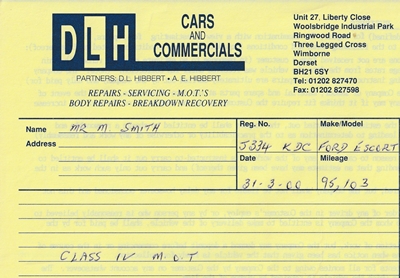 DLH
CARS
AND
COMMERCIALS
PARTNERS: D.L. HIBBERT • A. E. HIBBERT
REPAIRS - SERVICING - M.O.T'S
BODY REPAIRS - BREAKDOWN RECOVERY
Unit 27, Liberty Close
Woolsbridge Industrial Park
Ringwood Road
Three Legged Cross
Wimborne
Dorset
BH21 6SY
Tel: 01202 827470
Fax: 01202 827598
Name MR M. SMITH
Address
Reg. No. Make/Model
J334 KDC FORD ESCORT
Date Mileage
31-3-00 95,103
CLASS IV M.O.T